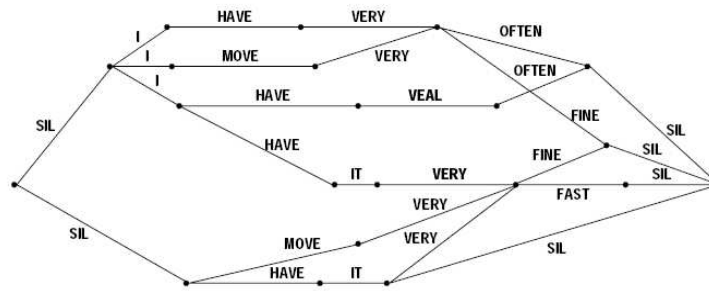 HAVE VERY
I OFTEN
I MOVE VERY
I OFTEN
HAVE VEAL
SIL HAVE FINE SIL
IT VERY FINE SIL
FAST SIL
SIL VERY
MOVE VERY SIL
HAVE IT